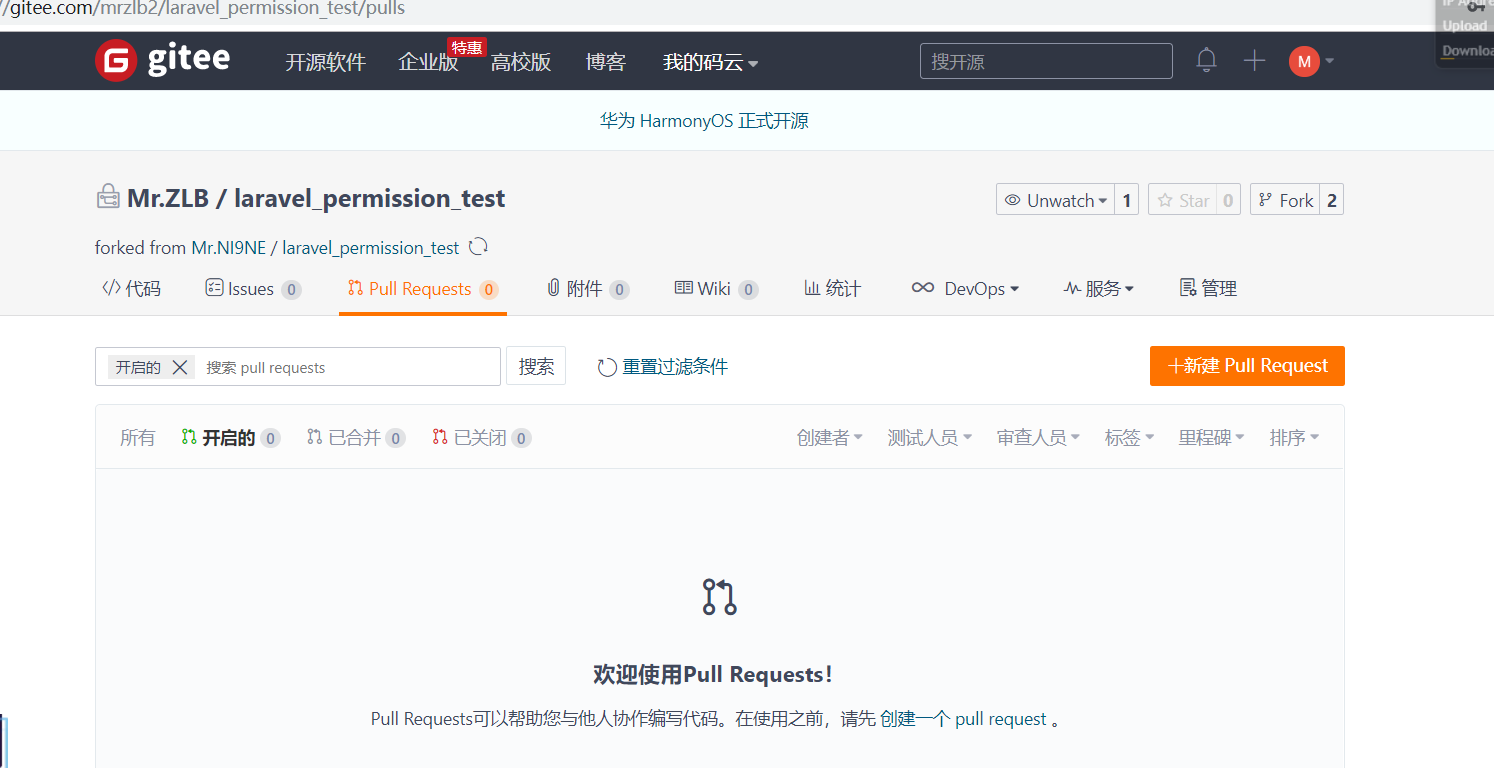 //gitee.com/mrzlb2/laravel_permission_test/pulls
IP Addre
Upload
Downloa
gitee 开源软件 企业版 特惠 高校版 博客 我的码云 搜开源 M
华为 HarmonyOS 正式开源
Mr.ZLB / laravel_permission_test Unwatch 1 Star 0 Fork 2
forked from Mr.NI9NE / laravel_permission_test
代码 Issues 0 Pull Requests 0 附件 0 Wiki 0 统计 DevOps 服务 管理
开启的 搜索 pull requests 搜索 重置过滤条件 +新建 Pull Request
所有 开启的 0 已合并 0 已关闭 0 创建者 测试人员 审查人员 标签 里程碑 排序
欢迎使用Pull Requests!
Pull Requests可以帮助您与他人协作编写代码。在使用之前，请先 创建一个 pull request 。